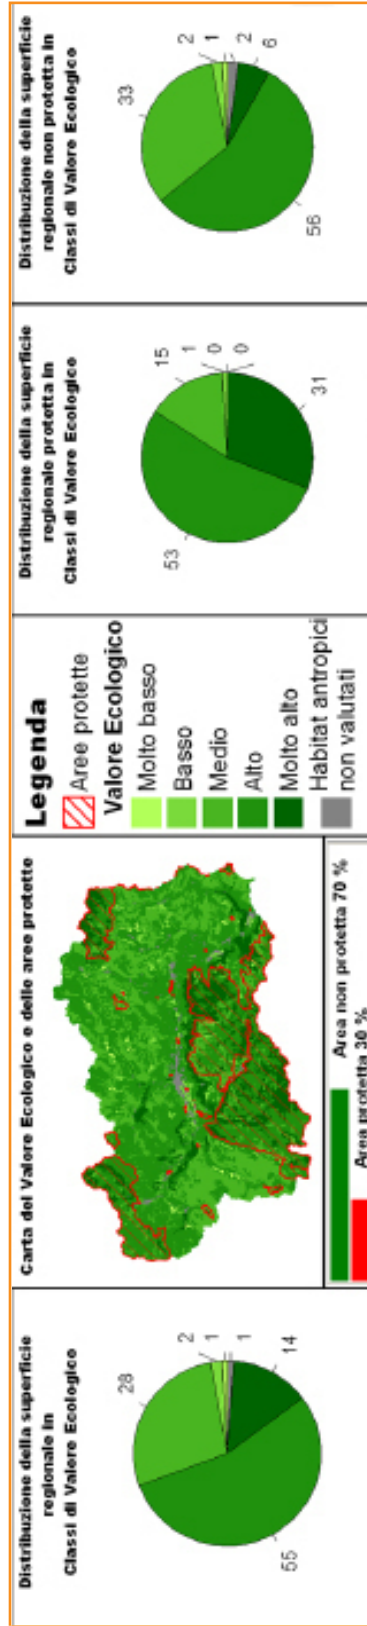 Distribuzione della superficie
regionale in
Classi di Valore Ecologico
28
2
1
1
14
55
Carta del Valore Ecologico e delle aree protette
Area non protetta 70 %
Area protetta 30 %
Legenda
Aree protette
Valore Ecologico
Molto basso
Basso
Medio
Alto
Molto alto
Habitat antropici
non valutati
Distribuzione della superficie
regionale protetta in
Classi di Valore Ecologico
53
15
1
0
0
31
Distribuzione della superficie
regionale non protetta in
Classi di Valore Ecologico
33
2
1
2
6
56